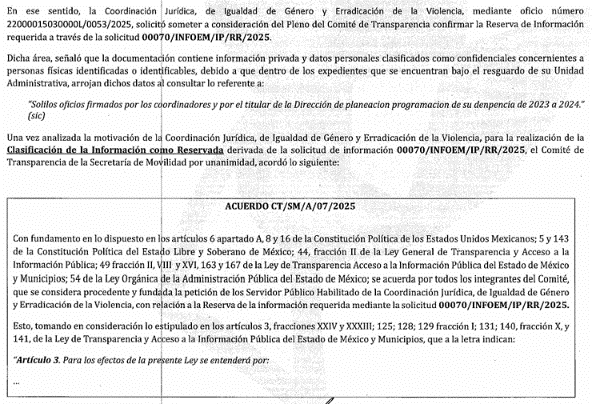 En ese sentido, la Coordinación Jurídica, de Igualdad de Género y Erradicación de la Violencia, mediante oficio número
22000015030000L/0053/2025, solicitó someter a consideración del Pleno del Comité de Transparencia confirmar la Reserva de Información
requerida a través de la solicitud 00070/INFOEM/IP/RR/2025.
Dicha área, señaló que la documentación contiene información privada y datos personales clasificados como confidenciales concernientes a
personas físicas identificadas o identificables, debido a que dentro de los expedientes que se encuentran bajo el resguardo de su Unidad
Administrativa, arrojan dichos datos al consultar lo referente a:
"Solilos oficios firmados por los coordinadores y por el titular de la Dirección de planeacion programacion de su denpencia de 2023 a 2024."
(sic)
Una vez analizada la motivación de la Coordinación Jurídica, de Igualdad de Género y Erradicación de la Violencia, para la realización de la
Clasificación de la Información como Reservada derivada de la solicitud de información 00070/INFOEM/IP/RR/2025, el Comité de
Transparencia de la Secretaría de Movilidad por unanimidad, acordó lo siguiente:
ACUERDO CT/SM/A/07/2025
Con fundamento en lo dispuesto en los artículos 6 apartado A, 8 y 16 de la Constitución Política de los Estados Unidos Mexicanos; 5 y 143
de la Constitución Política del Estado Libre y Soberano de México; 44, fracción II de la Ley General de Transparencia y Acceso a la
Información Pública; 49 fracción II, VIII y XVI, 163 y 167 de la Ley de Transparencia Acceso a la Información Pública del Estado de México
y Municipios; 54 de la Ley Orgánica de la Administración Pública del Estado de México; se acuerda por todos los integrantes del Comité,
que se considera procedente y fundada la petición de los Servidor Público Habilitado de la Coordinación Jurídica, de Igualdad de Género
y Erradicación de la Violencia, con relación a la Reserva de la información requerida mediante la solicitud 00070/INFOEM/IP/RR/2025.
Esto, tomando en consideración lo estipulado en los artículos 3, fracciones XXIV y XXXIII; 125; 128; 129 fracción I; 131; 140, fracción X, y
141, de la Ley de Transparencia y Acceso a la Información Pública del Estado de México y Municipios, que a la letra indican:
"Artículo 3. Para los efectos de la presente Ley se entenderá por:
...